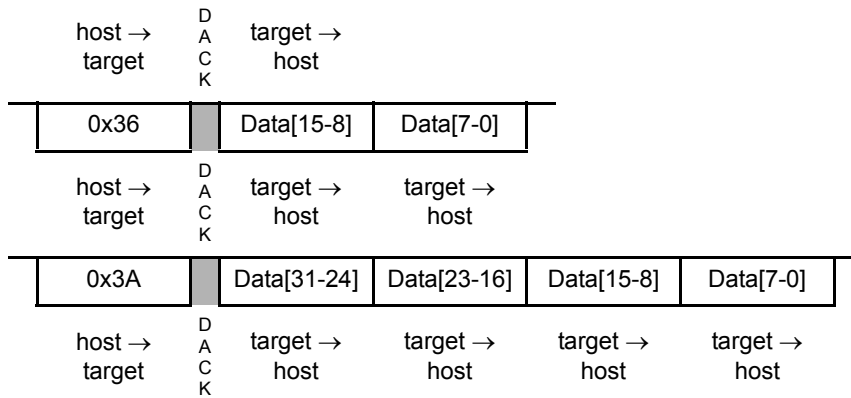 host → D A C K target →
target host
0x36 Data[15-8] Data[7-0]
host → D A C K target → target →
target host host
0x3A Data[31-24] Data[23-16] Data[15-8] Data[7-0]
host → D A C K target → target → target → target →
target host host host host